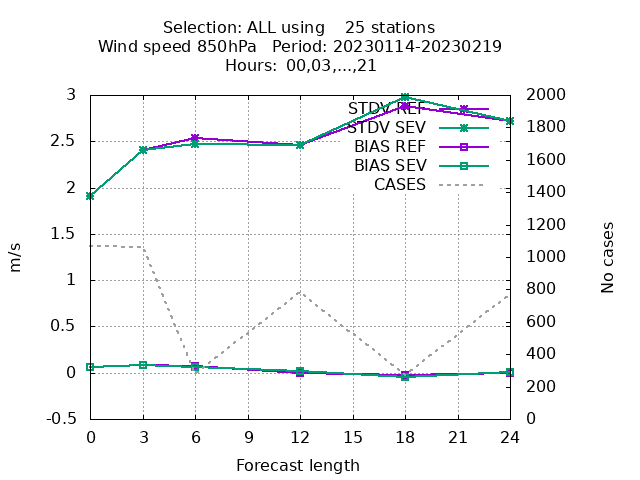 Selection: ALL using 25 stations
Wind speed 850hPa Period: 20230114-20230219
Hours: 00,03,...,21
STDV REF
STDV SEV
BIAS REF
BIAS SEV
CASES
3
2.5
2
1.5
1
0.5
0
-0.5
2000
1800
1600
1400
1200
1000
800
600
400
200
0
m/s
No cases
0 3 6 9 12 15 18 21 24
Forecast length